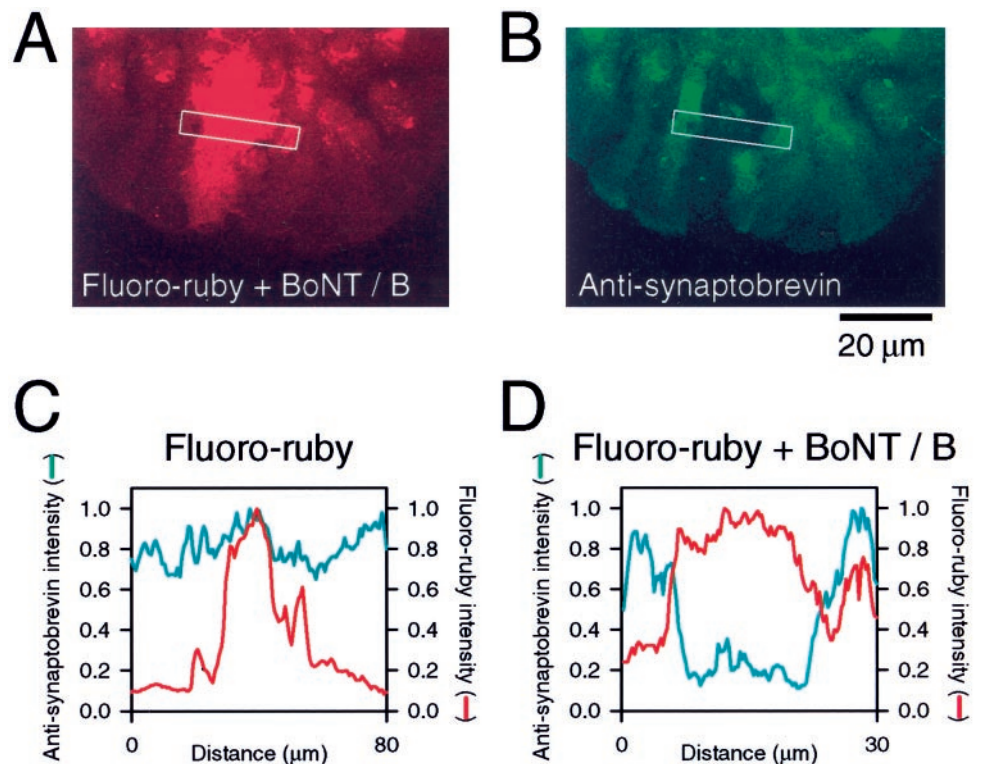 A
B
Fluoro-ruby + BoNT / B
Anti-synaptobrevin
20 μm
C
D
Fluoro-ruby
Anti-synaptobrevin intensity (—)
1.0
0.8
0.6
0.4
0.2
0.0
1.0
0.8
0.6
0.4
0.2
0.0
Fluoro-ruby intensity (—)
0
Distance (μm)
80
Fluoro-ruby + BoNT / B
Anti-synaptobrevin intensity (—)
1.0
0.8
0.6
0.4
0.2
0.0
1.0
0.8
0.6
0.4
0.2
0.0
Fluoro-ruby intensity (—)
0
Distance (μm)
30